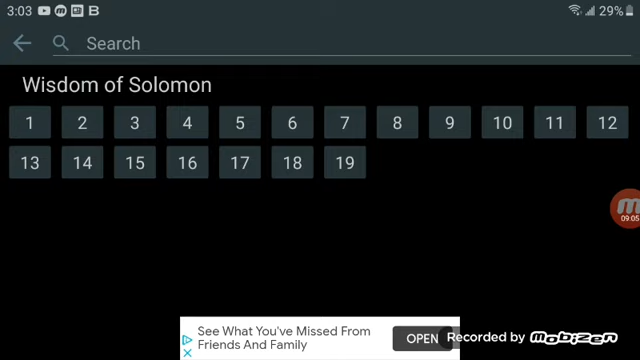 3:03 B 29%
Search
Wisdom of Solomon
1 2 3 4 5 6 7 8 9 10 11 12
13 14 15 16 17 18 19
09:05
See What You've Missed From
Friends And Family
OPEN
Recorded by mobizen